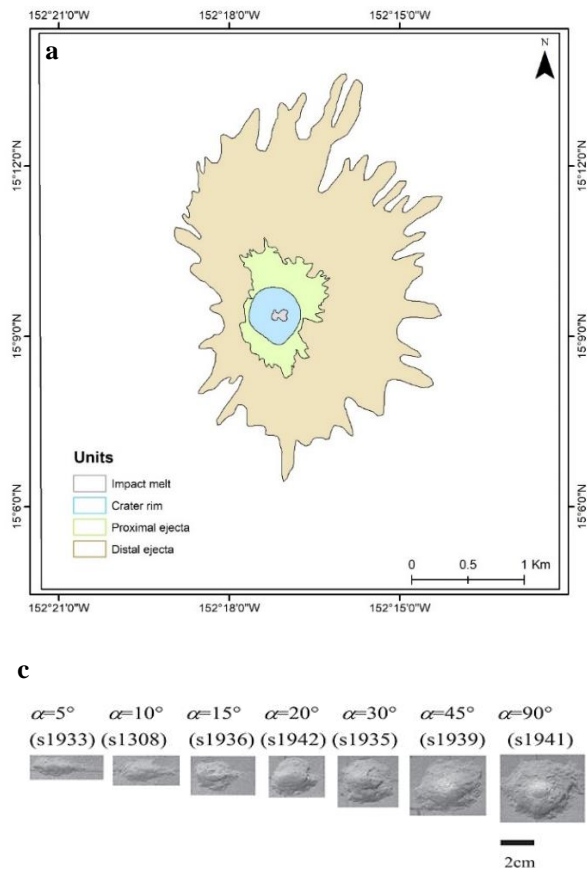 152°21'0"W 152°18'0"W 152°15'0"W
a
N
15°12'0"N 15°12'0"N
15°9'0"N 15°9'0"N
15°6'0"N 15°6'0"N
Units
Impact melt
Crater rim
Proximal ejecta
Distal ejecta
0 0.5 1 Km
152°21'0"W 152°18'0"W 152°15'0"W
c
α=5° α=10° α=15° α=20° α=30° α=45° α=90°
(s1933) (s1308) (s1936) (s1942) (s1935) (s1939) (s1941)
2cm